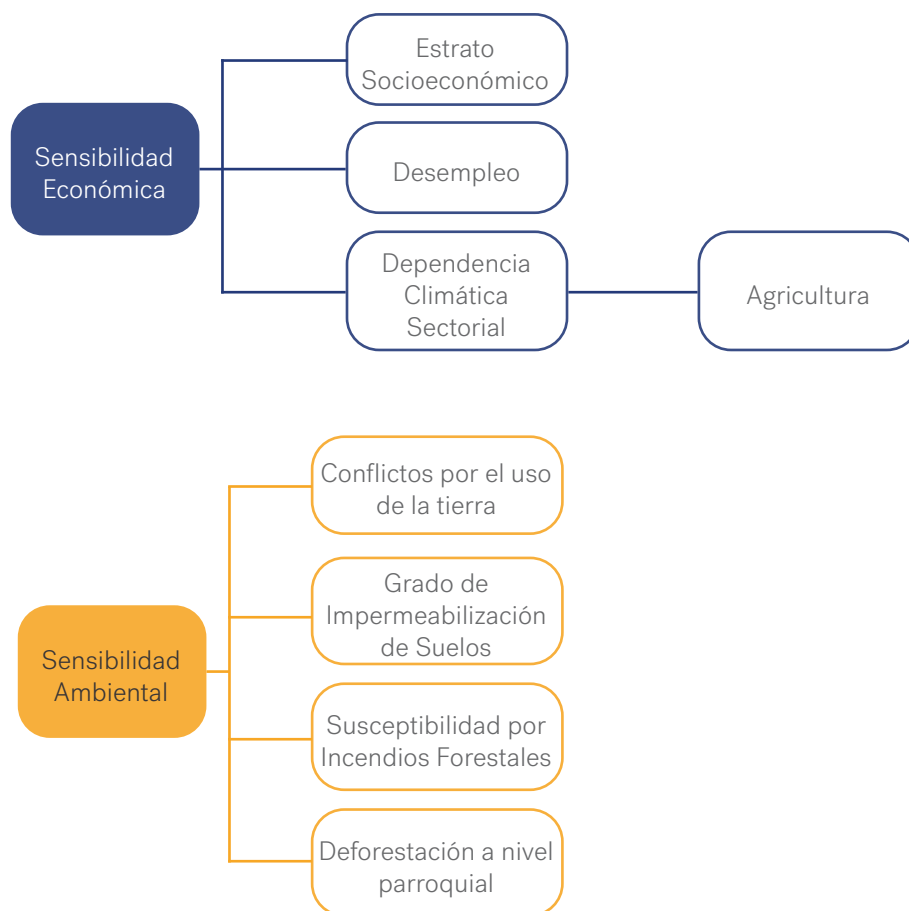 Sensibilidad
Económica
Estrato
Socioeconómico
Desempleo
Dependencia
Climática
Sectorial
Agricultura
Sensibilidad
Ambiental
Conflictos por el uso
de la tierra
Grado de
Impermeabilización
de Suelos
Susceptibilidad por
Incendios Forestales
Deforestación a nivel
parroquial